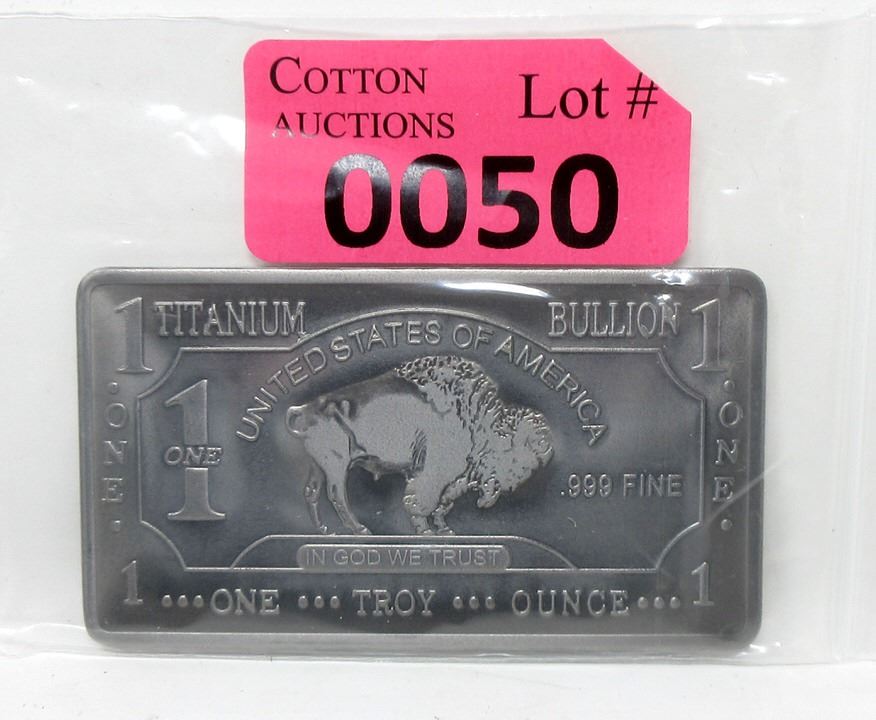 COTTON
AUCTIONS
Lot #
0050
1 TITANIUM BULLION 1
UNITED STATES OF AMERICA
·ONE·
1
ONE
.999 FINE
·ONE·
IN GOD WE TRUST
1 •••ONE ••• TROY ••• OUNCE••• 1